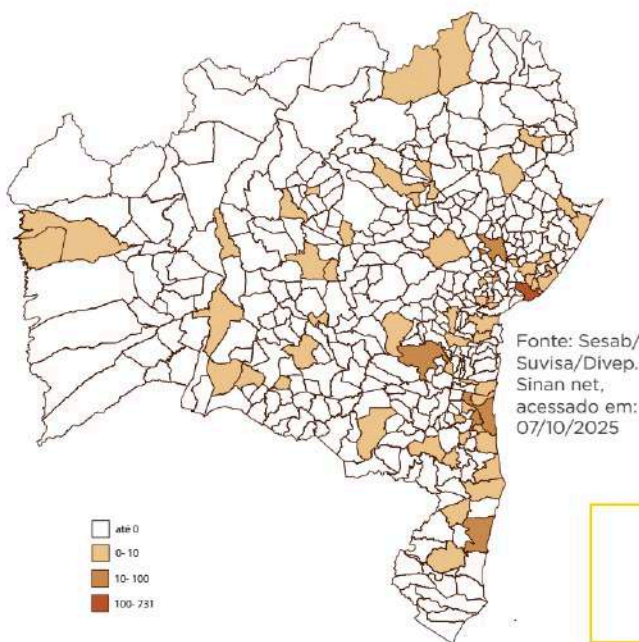 Fonte: Sesab/
Suvisa/Divep.
Sinan net,
acessado em:
07/10/2025
até 0
0- 10
10- 100
100- 731